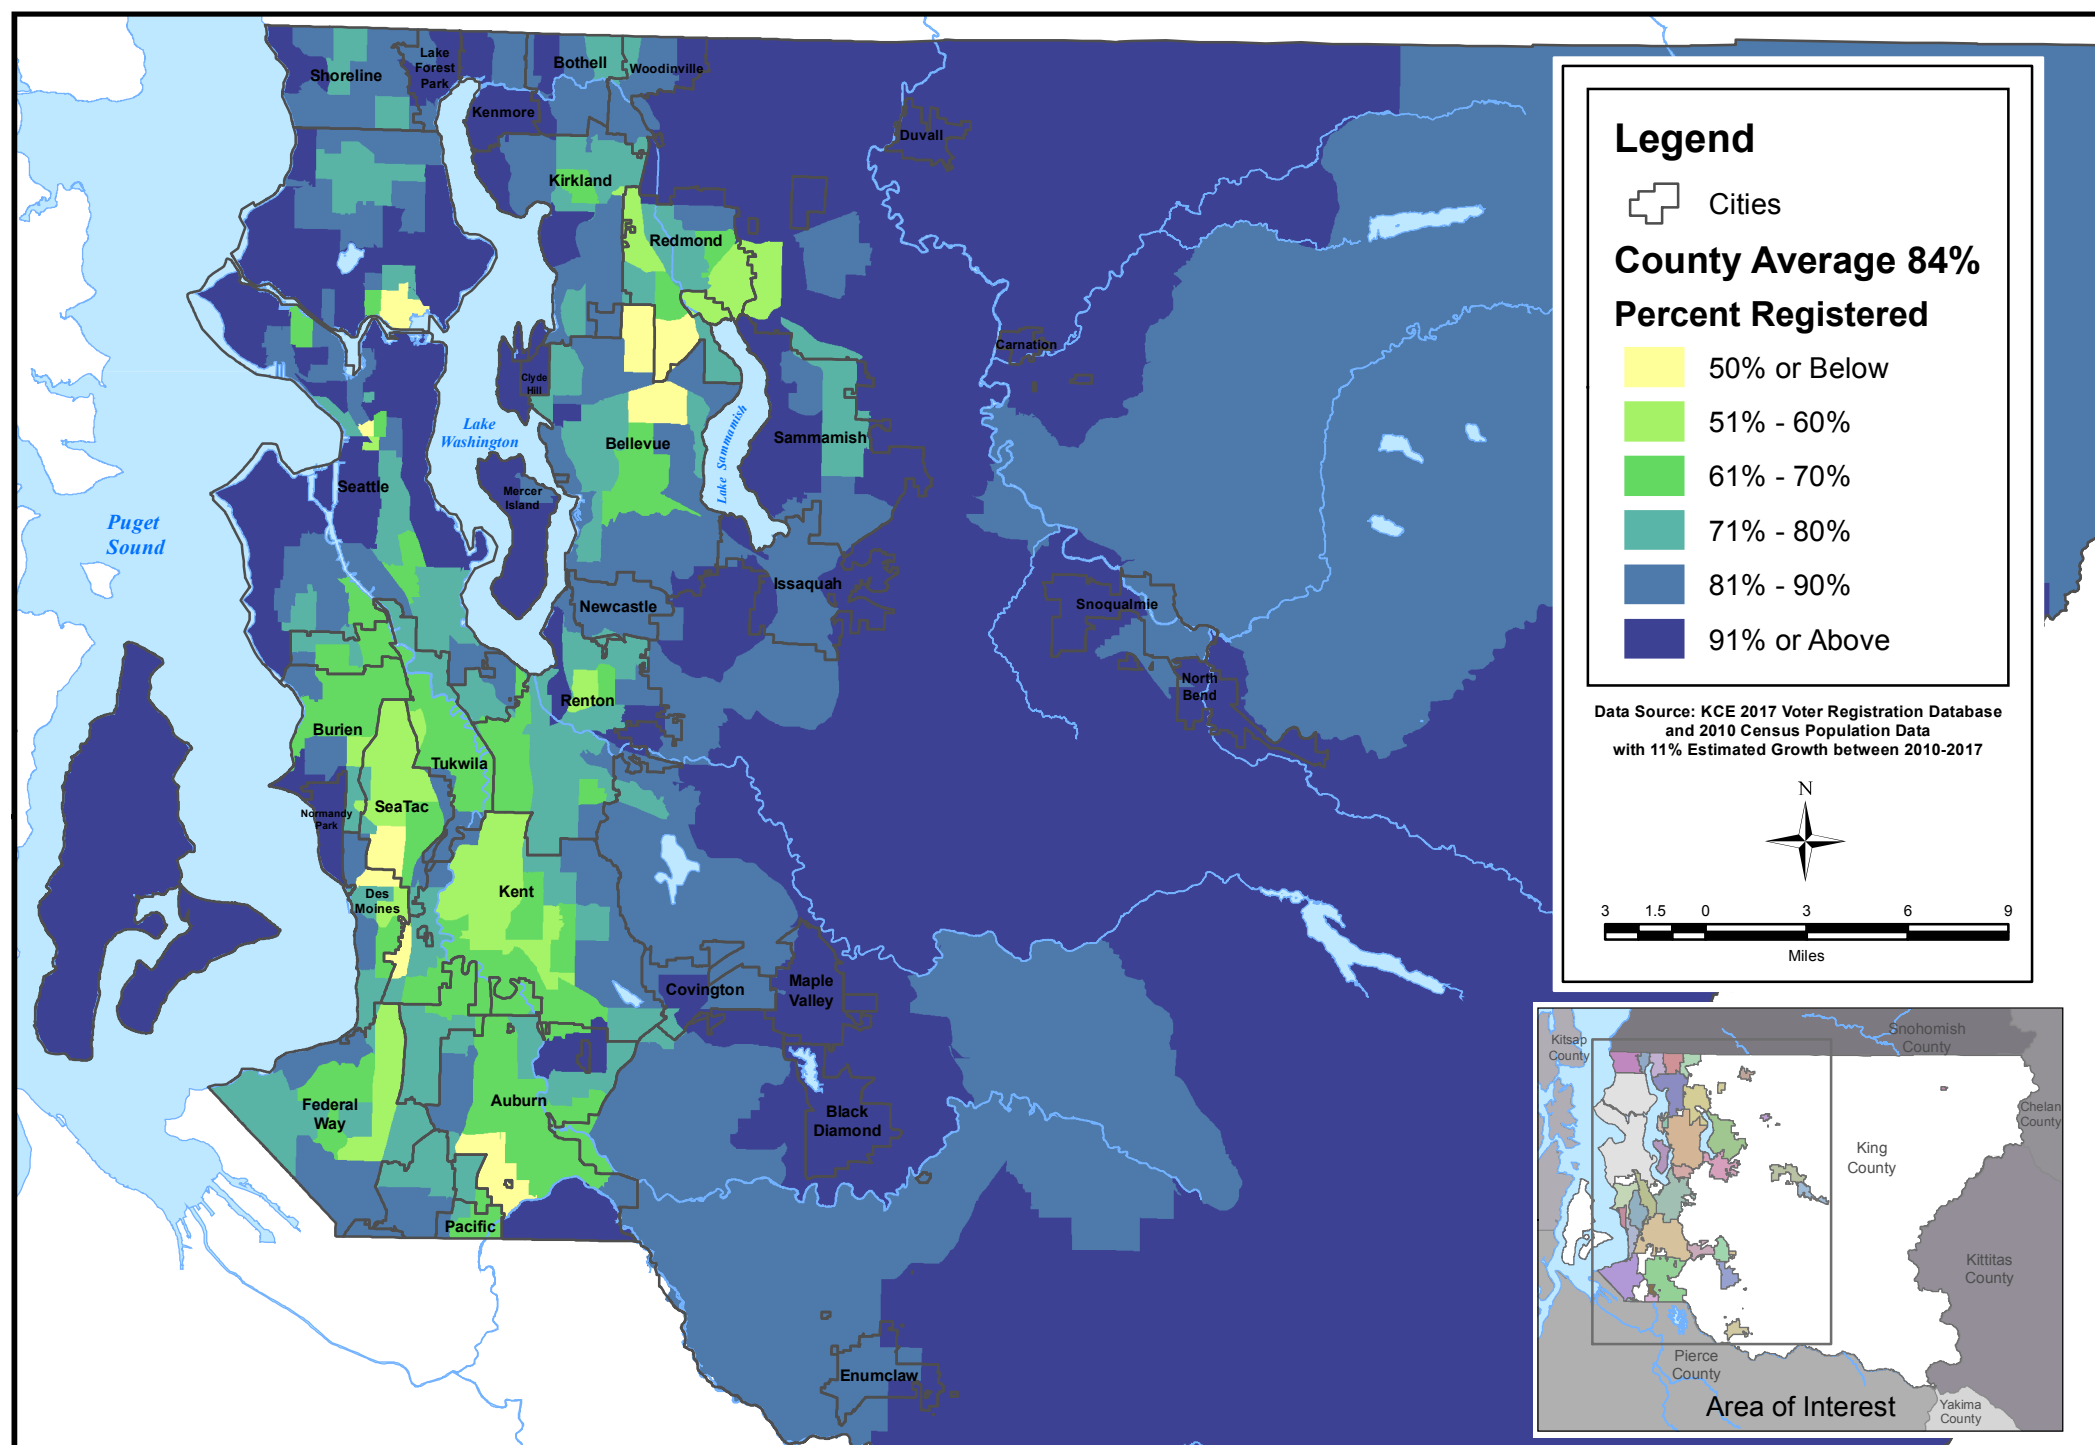 Shoreline
Lake
Forest
Park
Bothell
Woodinville
Kenmore
Duvall
Kirkland
Redmond
Carnation
Clyde
Hill
Lake
Washington
Bellevue
Lake Sammamish
Sammamish
Seattle
Mercer
Island
Puget
Sound
Issaquah
Newcastle
Snoqualmie
North
Bend
Renton
Burien
Tukwila
SeaTac
Normandy
Park
Kent
Des
Moines
Covington
Maple
Valley
Federal
Way
Auburn
Black
Diamond
Pacific
Enumclaw
Legend
Cities
County Average 84%
Percent Registered
50% or Below
51% - 60%
61% - 70%
71% - 80%
81% - 90%
91% or Above
Data Source: KCE 2017 Voter Registration Database
and 2010 Census Population Data
with 11% Estimated Growth between 2010-2017
N
3 1.5 0 3 6 9
Miles
Kitsap
County
Snohomish
County
Chelan
County
King
County
Kittitas
County
Pierce
County
Yakima
County
Area of Interest